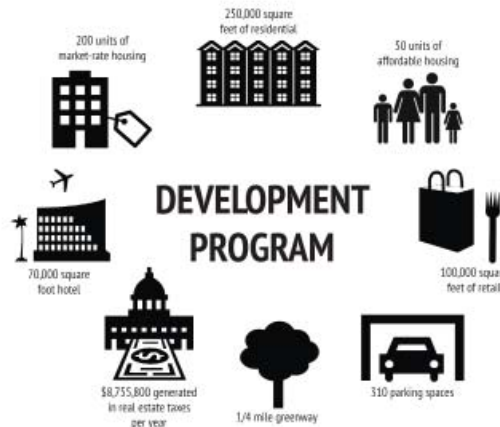 250,000 square
feet of residential
200 units of
market-rate housing
50 units of
affordable housing
DEVELOPMENT
PROGRAM
70,000 square
foot hotel
100,000 squar
feet of retail
$8,755,800 generated
in real estate taxes
per year
1/4 mile greenway
310 parking spaces